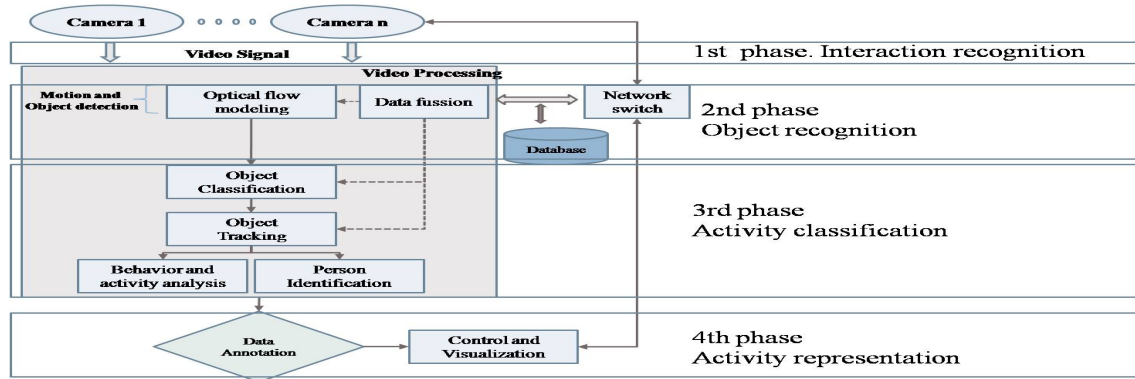 Camera 1
Camera n
Video Signal
1st phase. Interaction recognition
Video Processing
Motion and
Object detection
Optical flow
modeling
Data fussion
Network
switch
2nd phase
Object recognition
Database
Object
Classification
3rd phase
Activity classification
Object
Tracking
Behavior and
activity analysis
Person
Identification
Data
Annotation
Control and
Visualization
4th phase
Activity representation